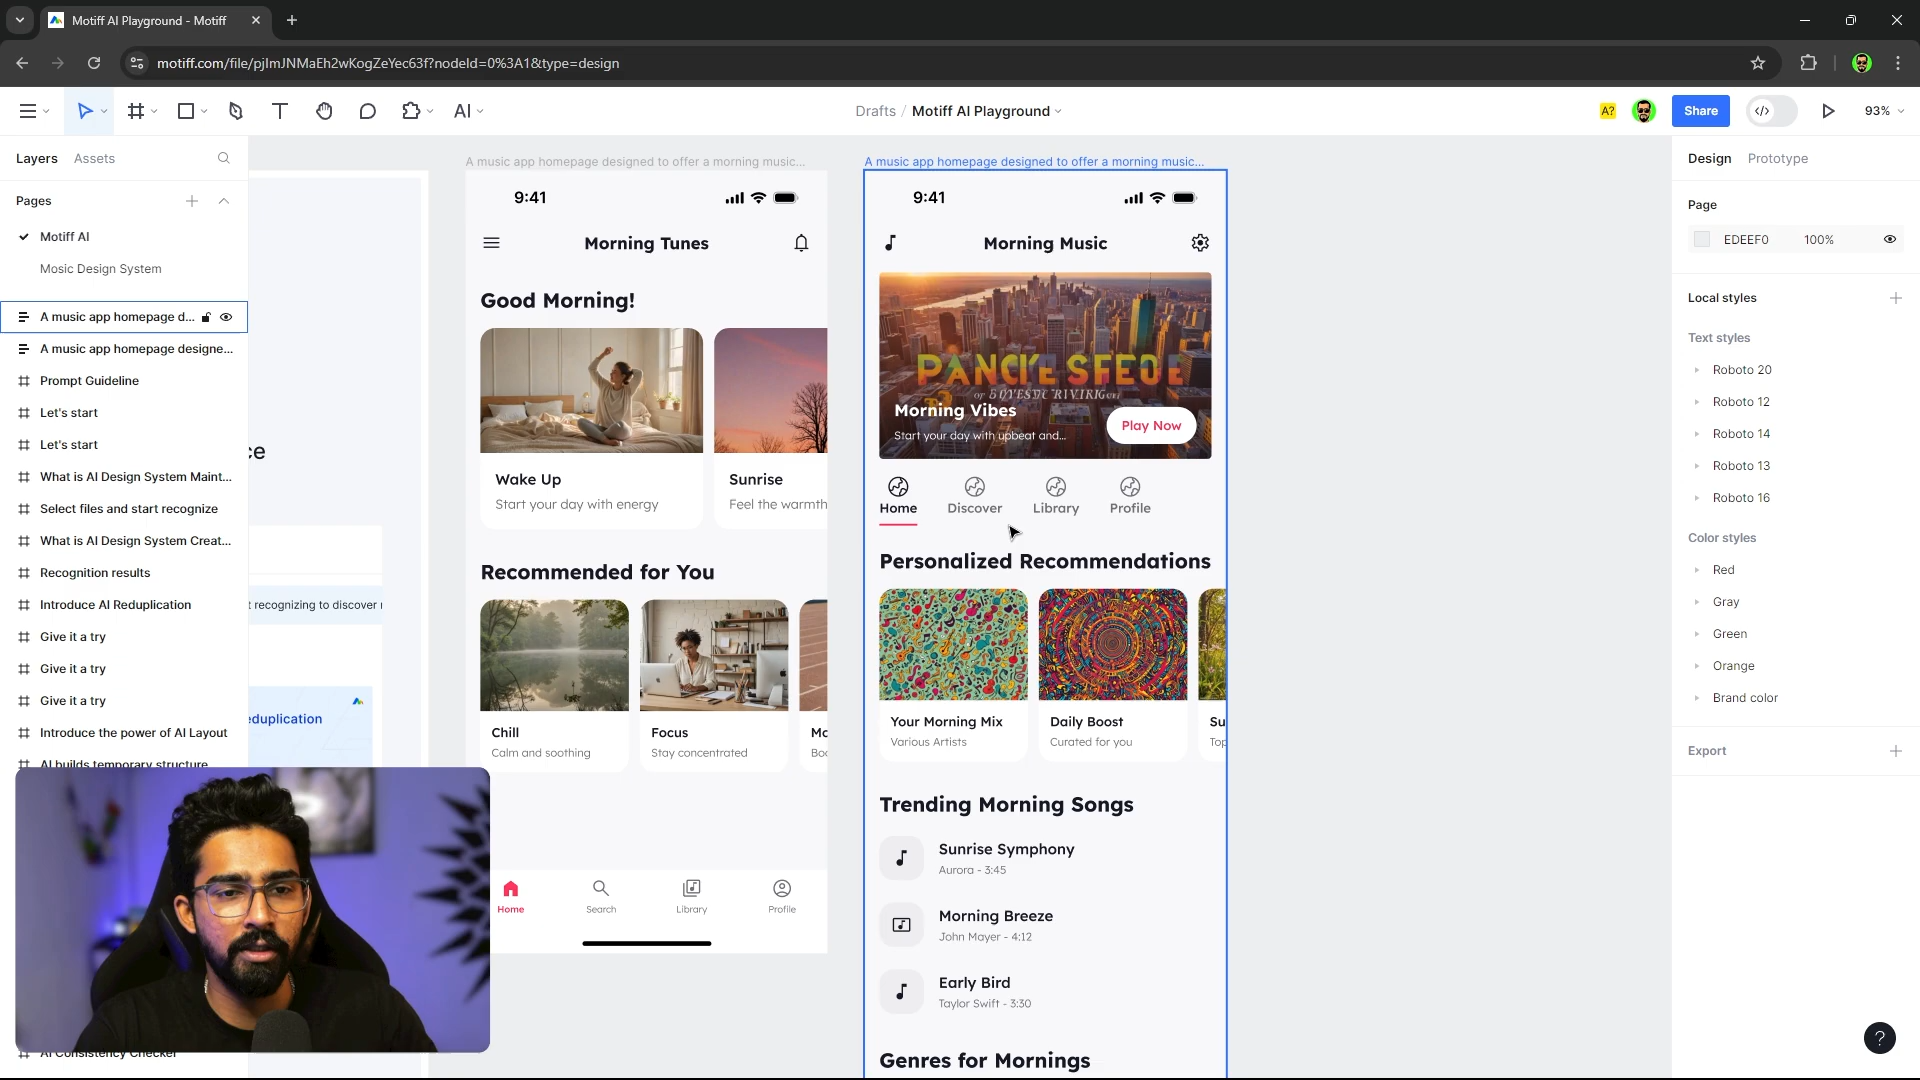 Motiff AI Playground - Motiff
motiff.com/file/pjImJNMaEh2wKogZeYec63f?nodeId=0%3A1&type=design
AI
Drafts / Motiff AI Playground
A?
Share
93%
Layers
Assets
Pages
Motiff AI
Mosic Design System
A music app homepage d...
A music app homepage designe...
Prompt Guideline
Let's start
Let's start
What is AI Design System Maint...
Select files and start recognize
What is AI Design System Creat...
Recognition results
Introduce AI Reduplication
Give it a try
Give it a try
Give it a try
Introduce the power of AI Layout
AI builds temporary structure
AI Consistency Checker
t recognizing to discover
eduplication
A music app homepage designed to offer a morning music...
9:41
Morning Tunes
Good Morning!
Wake Up
Start your day with energy
Sunrise
Feel the warmth
Recommended for You
Chill
Calm and soothing
Focus
Stay concentrated
Mo
Boo
Home
Search
Library
Profile
A music app homepage designed to offer a morning music...
9:41
Morning Music
PANCIE SFEOE
Morning Vibes
Start your day with upbeat and...
Play Now
Home
Discover
Library
Profile
Personalized Recommendations
Your Morning Mix
Various Artists
Daily Boost
Curated for you
Su
Top
Trending Morning Songs
Sunrise Symphony
Aurora - 3:45
Morning Breeze
John Mayer - 4:12
Early Bird
Taylor Swift - 3:30
Genres for Mornings
Design
Prototype
Page
EDEEF0
100%
Local styles
Text styles
Roboto 20
Roboto 12
Roboto 14
Roboto 13
Roboto 16
Color styles
Red
Gray
Green
Orange
Brand color
Export
?